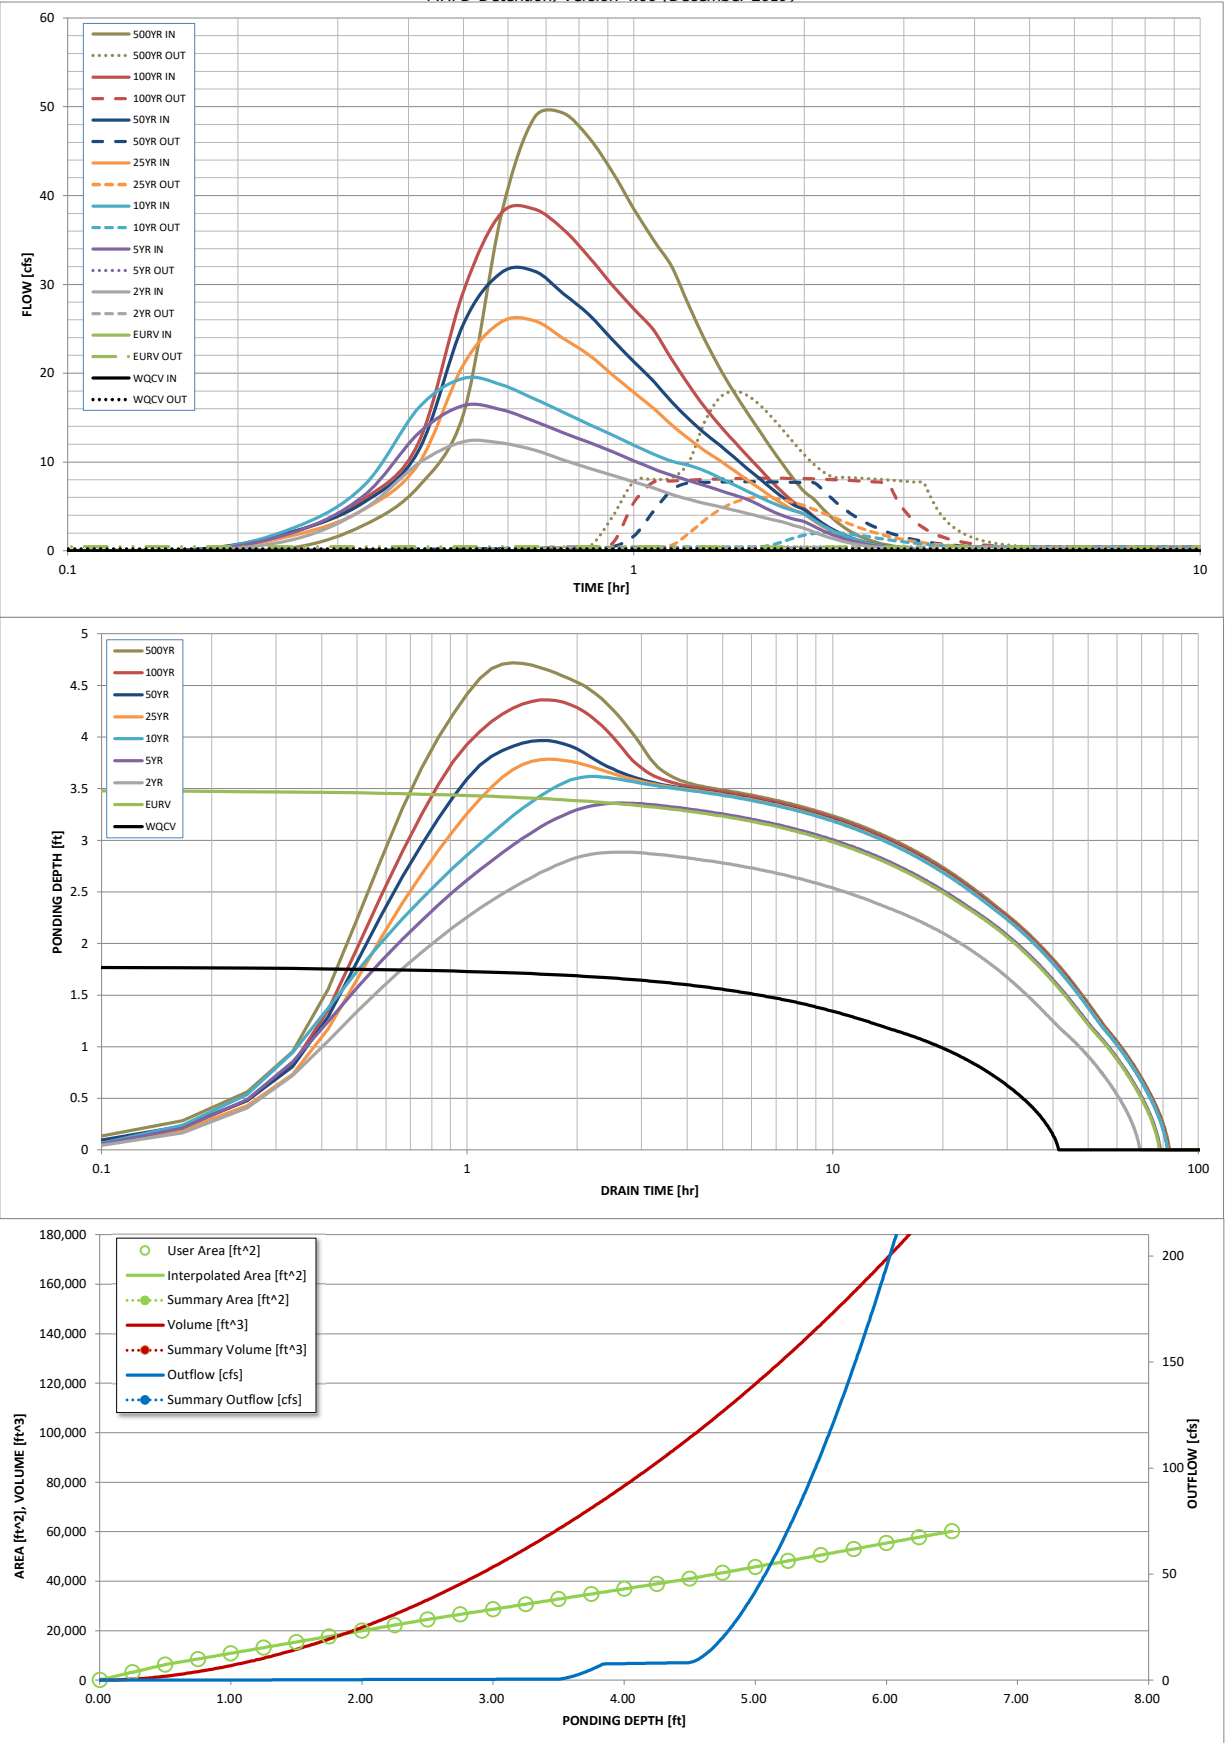 MHFD-Detention, Version 4.00 (December 2019)
60
50
40
30
20
10
0
FLOW [cfs]
500YR IN
500YR OUT
100YR IN
100YR OUT
50YR IN
50YR OUT
25YR IN
25YR OUT
10YR IN
10YR OUT
5YR IN
5YR OUT
2YR IN
2YR OUT
EURV IN
EURV OUT
WQCV IN
WQCV OUT
0.1 1 10
TIME [hr]
5
4.5
4
3.5
3
2.5
2
1.5
1
0.5
0
PONDING DEPTH [ft]
500YR
100YR
50YR
25YR
10YR
5YR
2YR
EURV
WQCV
0.1 1 10 100
DRAIN TIME [hr]
180,000
160,000
140,000
120,000
100,000
80,000
60,000
40,000
20,000
0
AREA [ft^2], VOLUME [ft^3]
User Area [ft^2]
Interpolated Area [ft^2]
Summary Area [ft^2]
Volume [ft^3]
Summary Volume [ft^3]
Outflow [cfs]
Summary Outflow [cfs]
200
150
100
50
0
OUTFLOW [cfs]
0.00 1.00 2.00 3.00 4.00 5.00 6.00 7.00 8.00
PONDING DEPTH [ft]